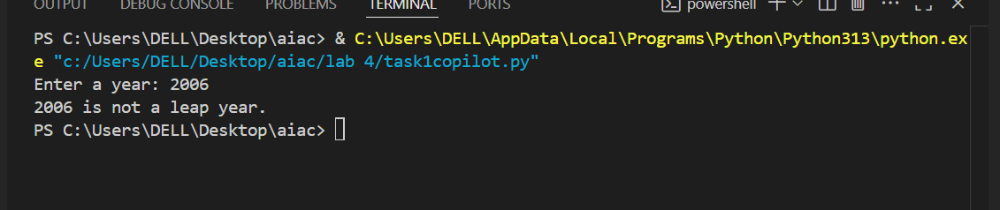 OUTPUT DEBUG CONSOLE PROBLEMS TERMINAL PORTS powershell
PS C:\Users\DELL\Desktop\aiac> & C:\Users\DELL\AppData\Local\Programs\Python\Python313\python.ex
e "c:/Users/DELL/Desktop/aiac/lab 4/task1copilot.py"
Enter a year: 2006
2006 is not a leap year.
PS C:\Users\DELL\Desktop\aiac>